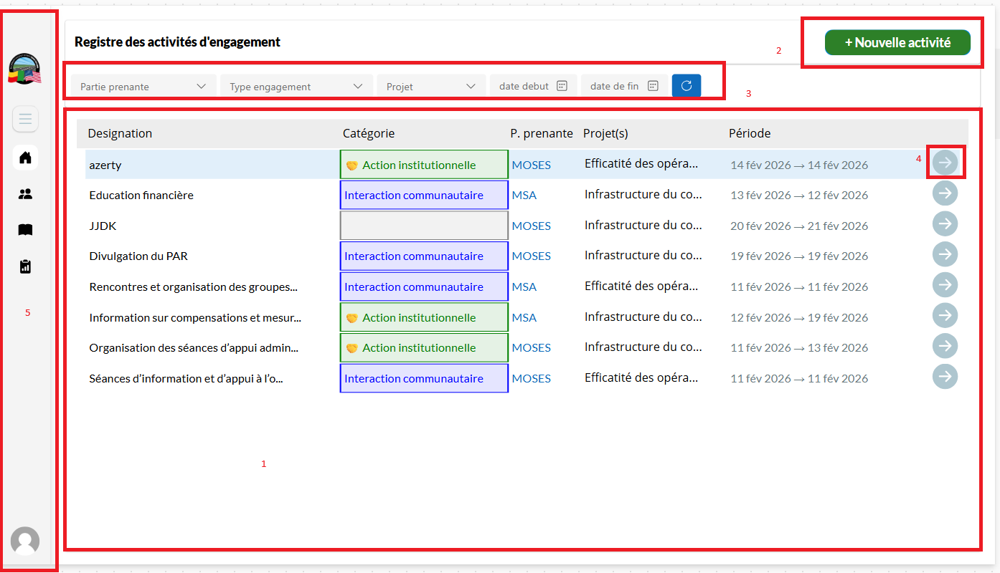 Registre des activités d'engagement
+ Nouvelle activité
2
Partie prenante Type engagement Projet date debut date de fin
3
Designation Catégorie P. prenante Projet(s) Période
azerty Action institutionnelle MOSES Efficatité des opéra... 14 fév 2026 → 14 fév 2026 4
Education financière Interaction communautaire MSA Infrastructure du co... 13 fév 2026 → 12 fév 2026
JJDK MOSES Infrastructure du co... 20 fév 2026 → 21 fév 2026
Divulgation du PAR Interaction communautaire MOSES Infrastructure du co... 19 fév 2026 → 19 fév 2026
Rencontres et organisation des groupes... Interaction communautaire MSA Efficatité des opéra... 11 fév 2026 → 11 fév 2026
5
Information sur compensations et mesur... Action institutionnelle MSA Infrastructure du co... 12 fév 2026 → 19 fév 2026
Organisation des séances d’appui admin... Action institutionnelle MOSES Infrastructure du co... 11 fév 2026 → 13 fév 2026
Séances d’information et d’appui à l’o... Interaction communautaire MOSES Efficatité des opéra... 11 fév 2026 → 11 fév 2026
1